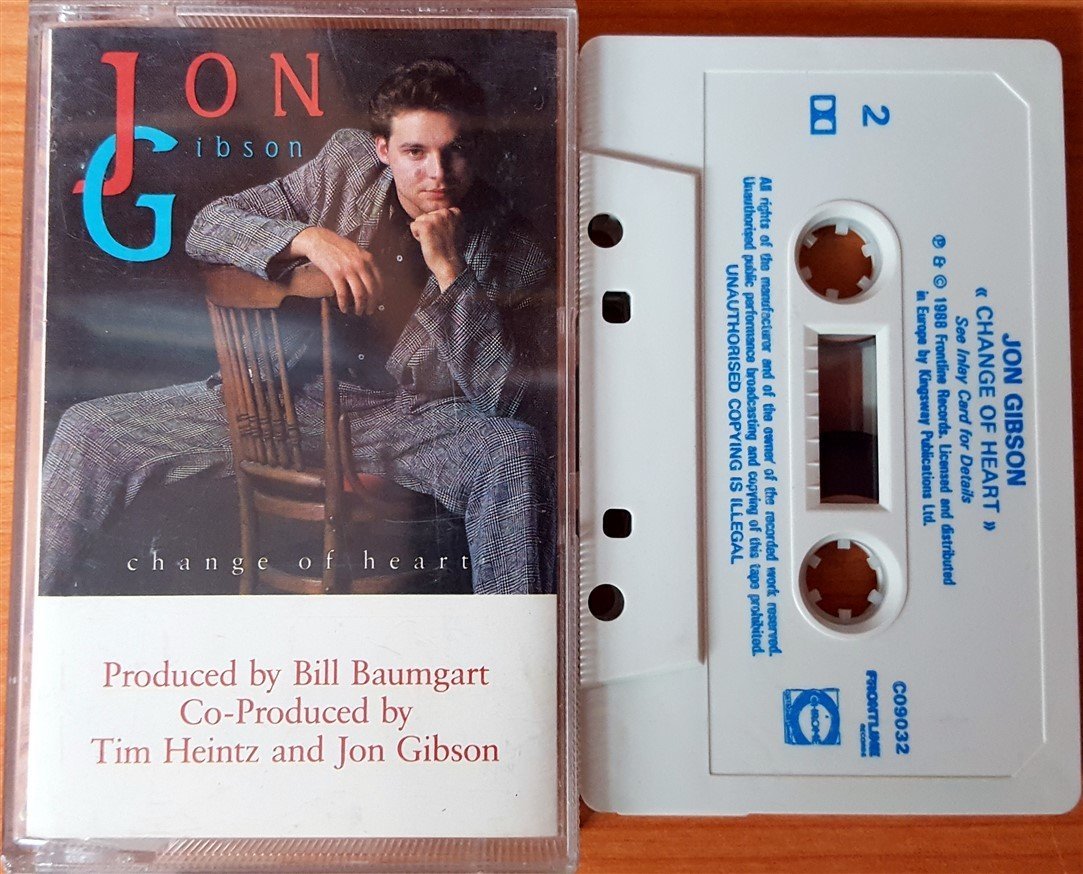 JON
Gibson
change of heart
Produced by Bill Baumgart
Co-Produced by
Tim Heintz and Jon Gibson
2
JON GIBSON
« CHANGE OF HEART »
See Inlay Card for Details
℗ & © 1988 Frontline Records. Licensed and distributed
in Europe by Kingsway Publications Ltd.
All rights of the manufacturer and of the owner of the recorded work reserved.
Unauthorised public performance broadcasting and copying of this tape prohibited.
UNAUTHORISED COPYING IS ILLEGAL
C09032
FRONTLINE
RECORDS